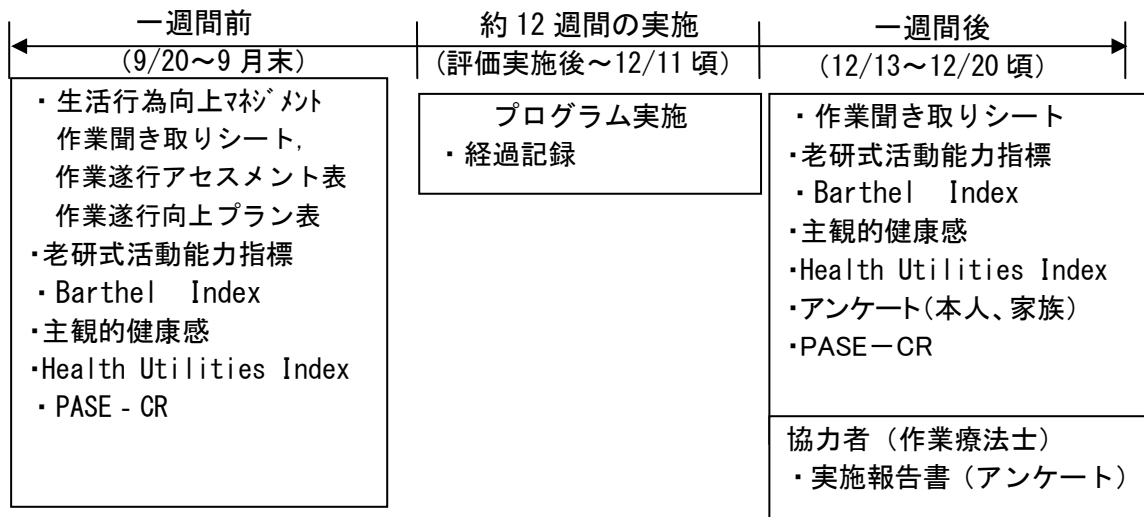 一週間前
(9/20～9月末)
・生活行為向上ﾏﾈｼﾞﾒﾝﾄ
作業聞き取りシート,
作業遂行アセスメント表
作業遂行向上プラン表
・老研式活動能力指標
・Barthel Index
・主観的健康感
・Health Utilities Index
・PASE‐CR
約12週間の実施
(評価実施後～12/11頃)
プログラム実施
・経過記録
一週間後
(12/13～12/20頃)
・作業聞き取りシート
・老研式活動能力指標
・Barthel Index
・主観的健康感
・Health Utilities Index
・アンケート(本人、家族)
・PASE－CR
協力者（作業療法士）
・実施報告書（アンケート）